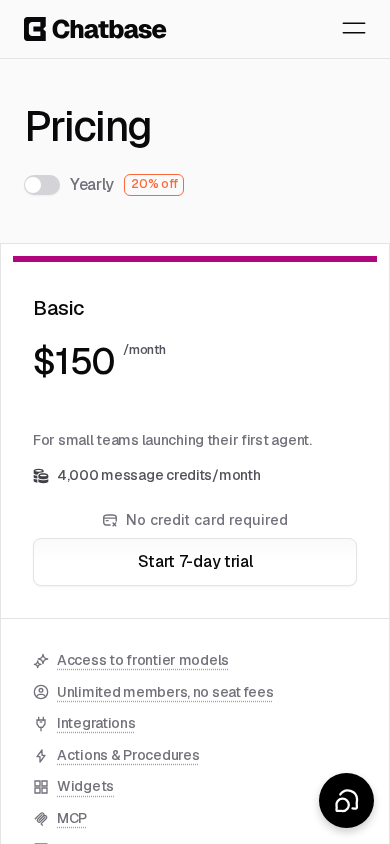 Chatbase
Pricing
Yearly 20% off
Basic
$150 /month
For small teams launching their first agent.
4,000 message credits/month
No credit card required
Start 7-day trial
Access to frontier models
Unlimited members, no seat fees
Integrations
Actions & Procedures
Widgets
MCP